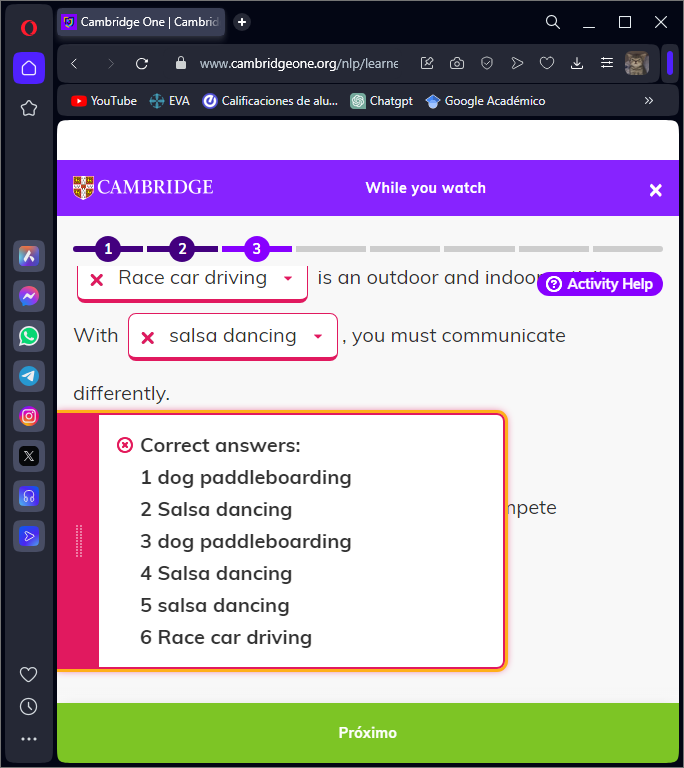 Cambridge One | Cambrid
www.cambridgeone.org/nlp/learne
YouTube
EVA
Calificaciones de alu...
Chatgpt
Google Académico
CAMBRIDGE
While you watch
1
2
3
Race car driving is an outdoor and indoor
Activity Help
With salsa dancing , you must communicate
differently.
Correct answers:
1 dog paddleboarding
2 Salsa dancing
mpete
3 dog paddleboarding
4 Salsa dancing
5 salsa dancing
6 Race car driving
Próximo